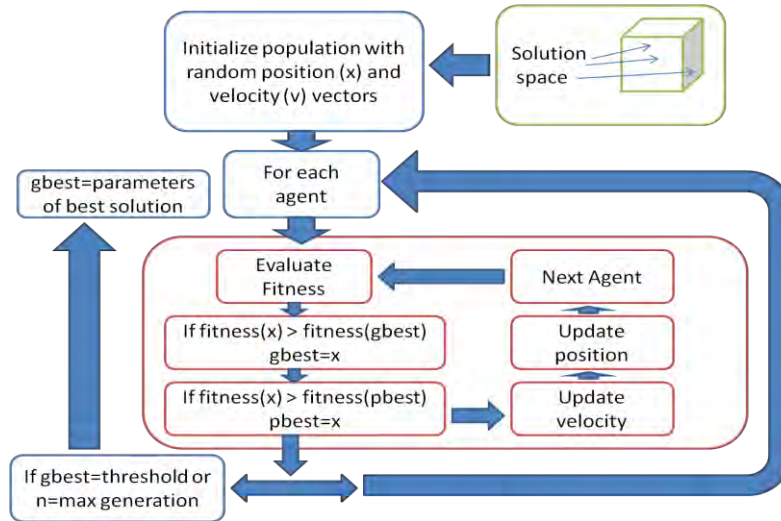 Initialize population with
random position (x) and
velocity (v) vectors
Solution
space
For each
agent
gbest=parameters
of best solution
Evaluate
Fitness
Next Agent
If fitness(x) > fitness(gbest)
gbest=x
Update
position
If fitness(x) > fitness(pbest)
pbest=x
Update
velocity
If gbest=threshold or
n=max generation